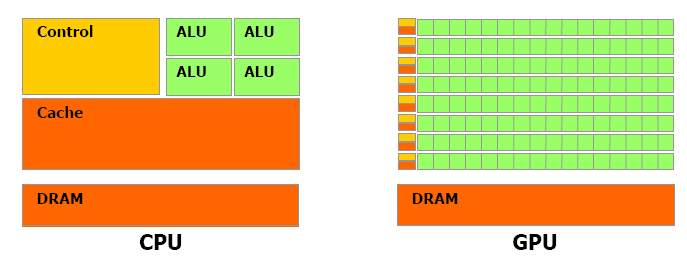 Control
ALU ALU
ALU ALU
Cache
DRAM
CPU
DRAM
GPU